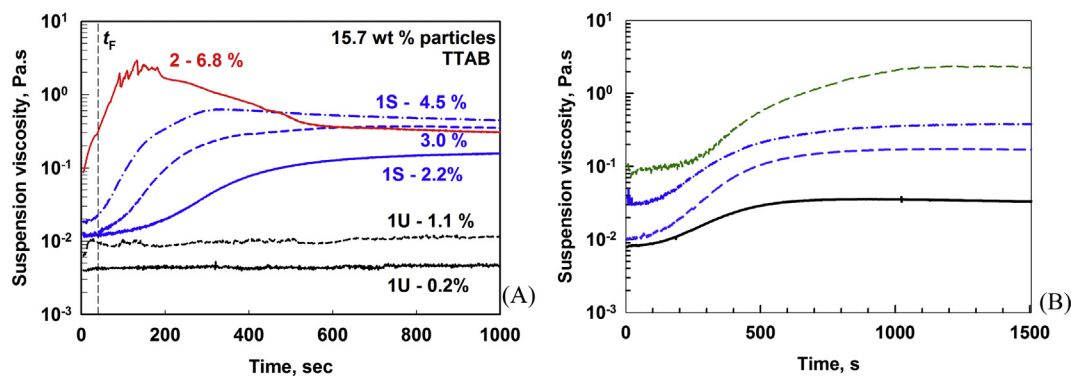 10¹
10⁰
10⁻¹
10⁻²
10⁻³
Suspension viscosity, Pa.s
t_F
15.7 wt % particles
TTAB
2 - 6.8 %
1S - 4.5 %
3.0 %
1S - 2.2%
1U - 1.1 %
1U - 0.2%
0 200 400 600 800 1000
Time, sec
(A)
10¹
10⁰
10⁻¹
10⁻²
10⁻³
Suspension viscosity, Pa.s
0 500 1000 1500
Time, s
(B)